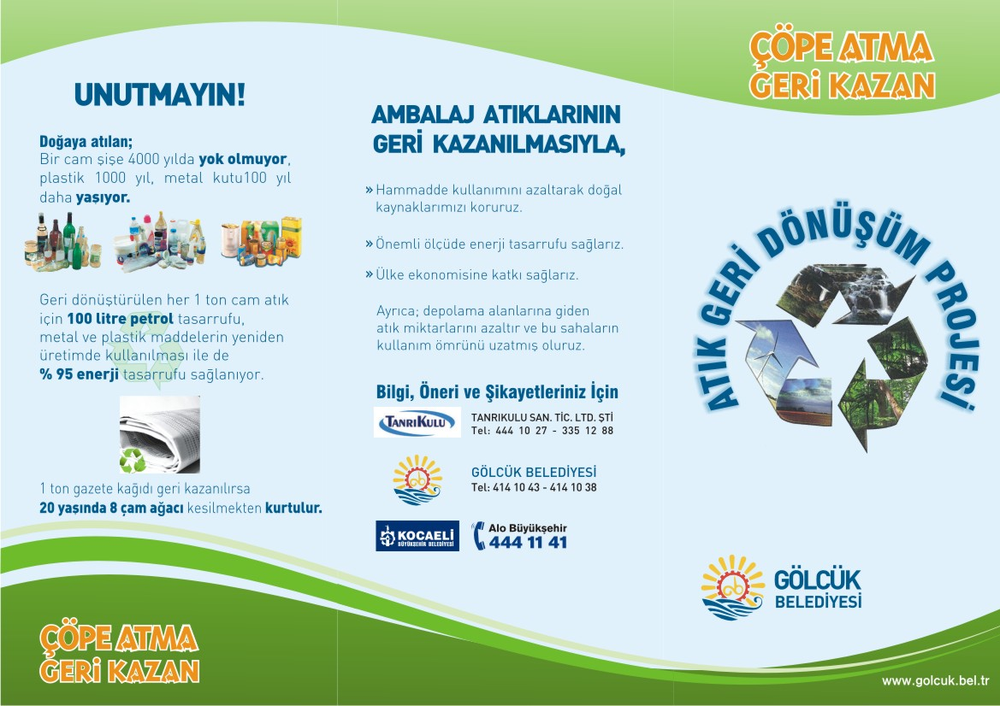 UNUTMAYIN!
Doğaya atılan;
Bir cam şişe 4000 yılda yok olmuyor,
plastik 1000 yıl, metal kutu100 yıl
daha yaşıyor.
Geri dönüştürülen her 1 ton cam atık
için 100 litre petrol tasarrufu,
metal ve plastik maddelerin yeniden
üretimde kullanılması ile de
% 95 enerji tasarrufu sağlanıyor.
1 ton gazete kağıdı geri kazanılırsa
20 yaşında 8 çam ağacı kesilmekten kurtulur.
ÇÖPE ATMA
GERİ KAZAN
AMBALAJ ATIKLARININ
GERİ KAZANILMASIYLA,
» Hammadde kullanımını azaltarak doğal
kaynaklarımızı koruruz.
» Önemli ölçüde enerji tasarrufu sağlarız.
» Ülke ekonomisine katkı sağlarız.
Ayrıca; depolama alanlarına giden
atık miktarlarını azaltır ve bu sahaların
kullanım ömrünü uzatmış oluruz.
Bilgi, Öneri ve Şikayetleriniz İçin
TANRIKULU
TANRIKULU SAN. TİC. LTD. ŞTİ
Tel: 444 10 27 - 335 12 88
GÖLCÜK BELEDİYESİ
Tel: 414 10 43 - 414 10 38
KOCAELİ
BÜYÜKŞEHİR BELEDİYESİ
Alo Büyükşehir
444 11 41
ÇÖPE ATMA
GERİ KAZAN
ATIK GERİ DÖNÜŞÜM PROJESİ
GÖLCÜK
BELEDİYESİ
www.golcuk.bel.tr